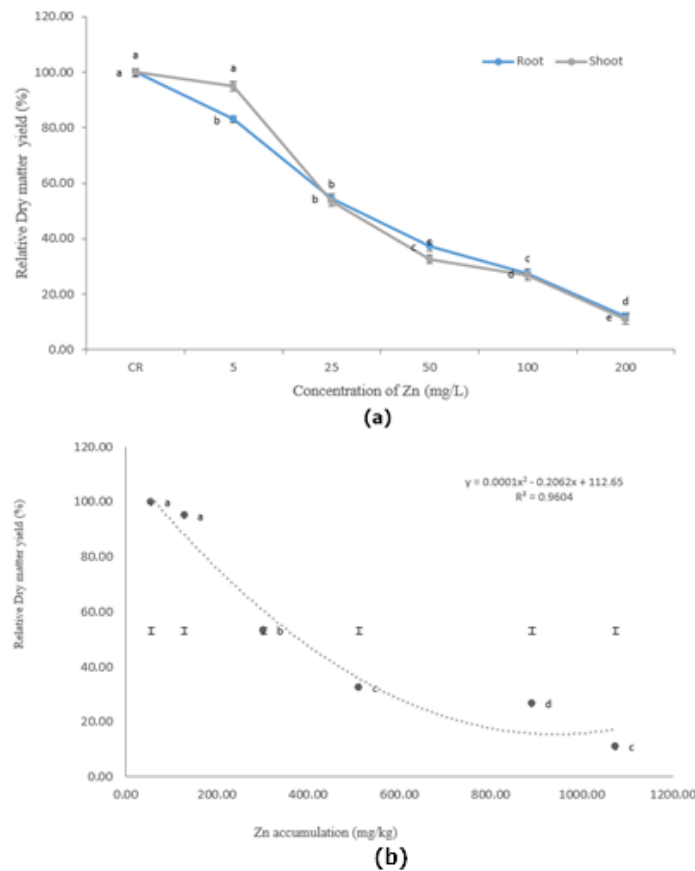 120.00
Root Shoot
a
a
a
100.00
80.00
b
60.00
b
b
40.00
e
c
c
20.00
d
d
e
0.00
CR 5 25 50 100 200
Relative Dry matter yield (%)
Concentration of Zn (mg/L)
(a)
120.00
y = 0.0001x² - 0.2062x + 112.65
R² = 0.9604
100.00
a
a
80.00
60.00
b
40.00
c
d
20.00
c
0.00
0.00 200.00 400.00 600.00 800.00 1000.00 1200.00
Relative Dry matter yield (%)
Zn accumulation (mg/kg)
(b)